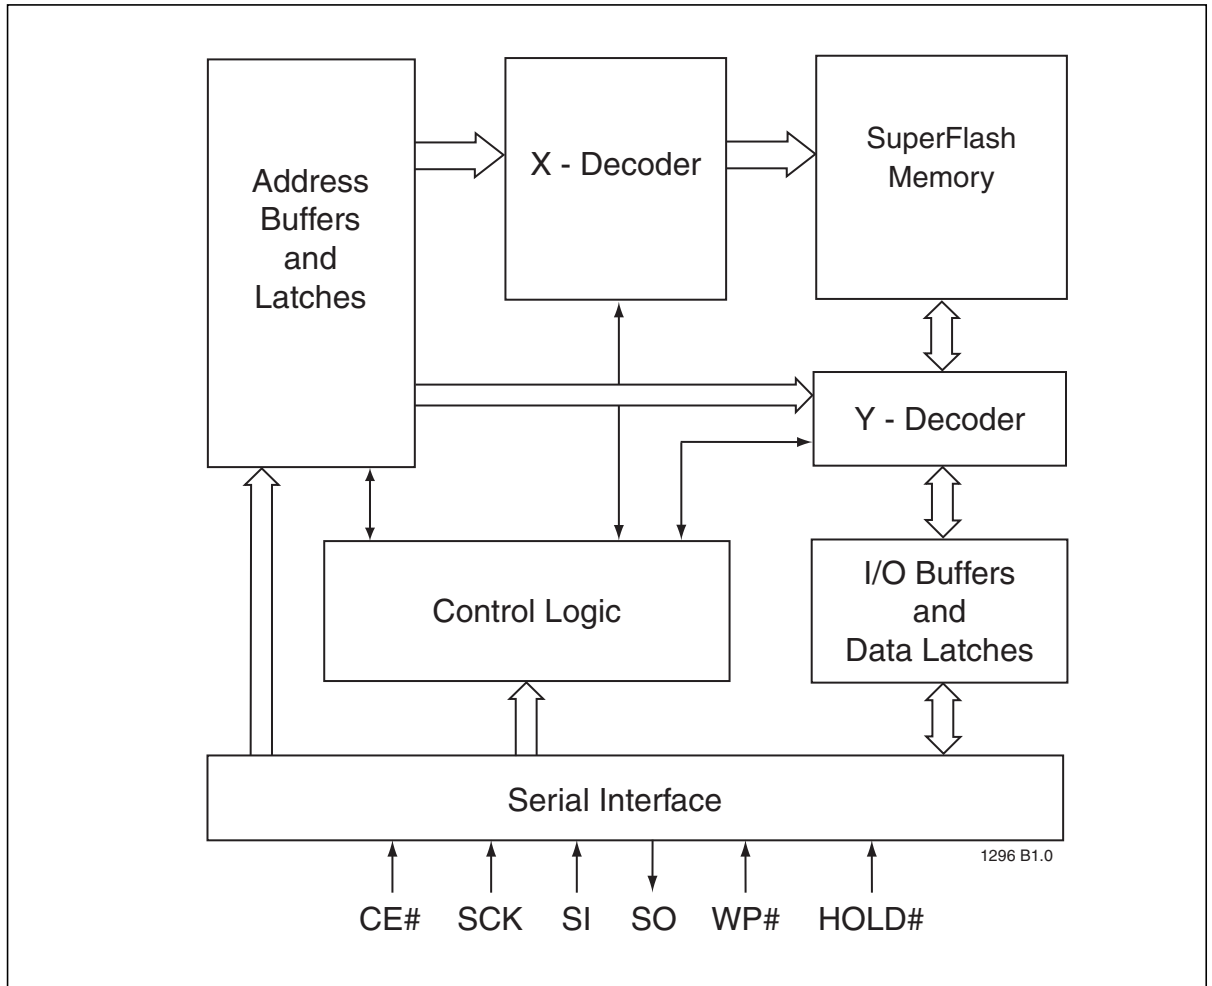 Address
Buffers
and
Latches
X - Decoder
SuperFlash
Memory
Y - Decoder
Control Logic
I/O Buffers
and
Data Latches
Serial Interface
1296 B1.0
CE# SCK SI SO WP# HOLD#